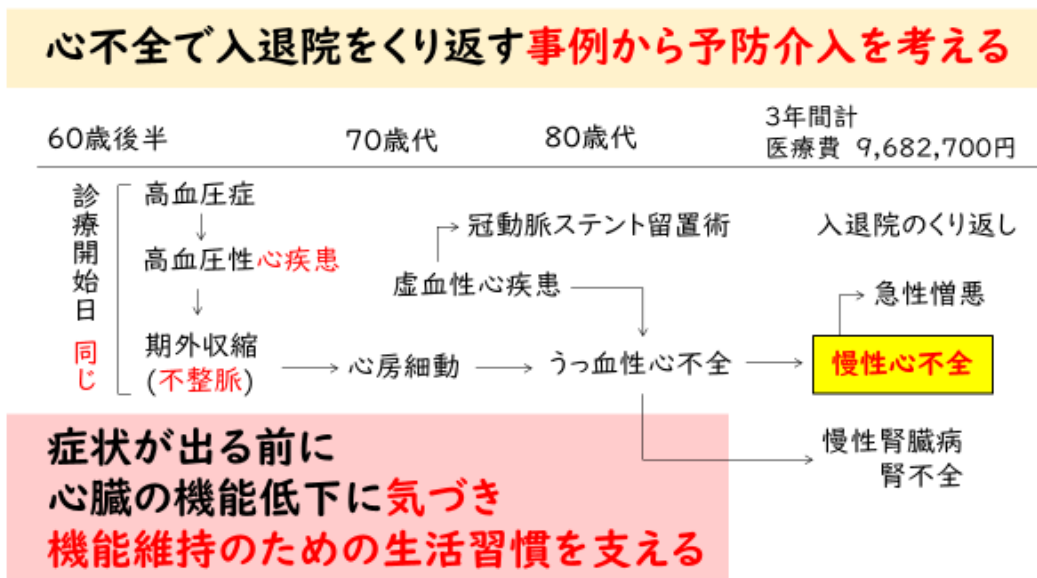 心不全で入退院をくり返す事例から予防介入を考える
60歳後半
70歳代
80歳代
3年間計
医療費 9,682,700円
診療開始日 同じ
高血圧症
高血圧性心疾患
期外収縮
(不整脈)
冠動脈ステント留置術
虚血性心疾患
心房細動
うっ血性心不全
入退院のくり返し
急性憎悪
慢性心不全
慢性腎臓病
腎不全
症状が出る前に
心臓の機能低下に気づき
機能維持のための生活習慣を支える